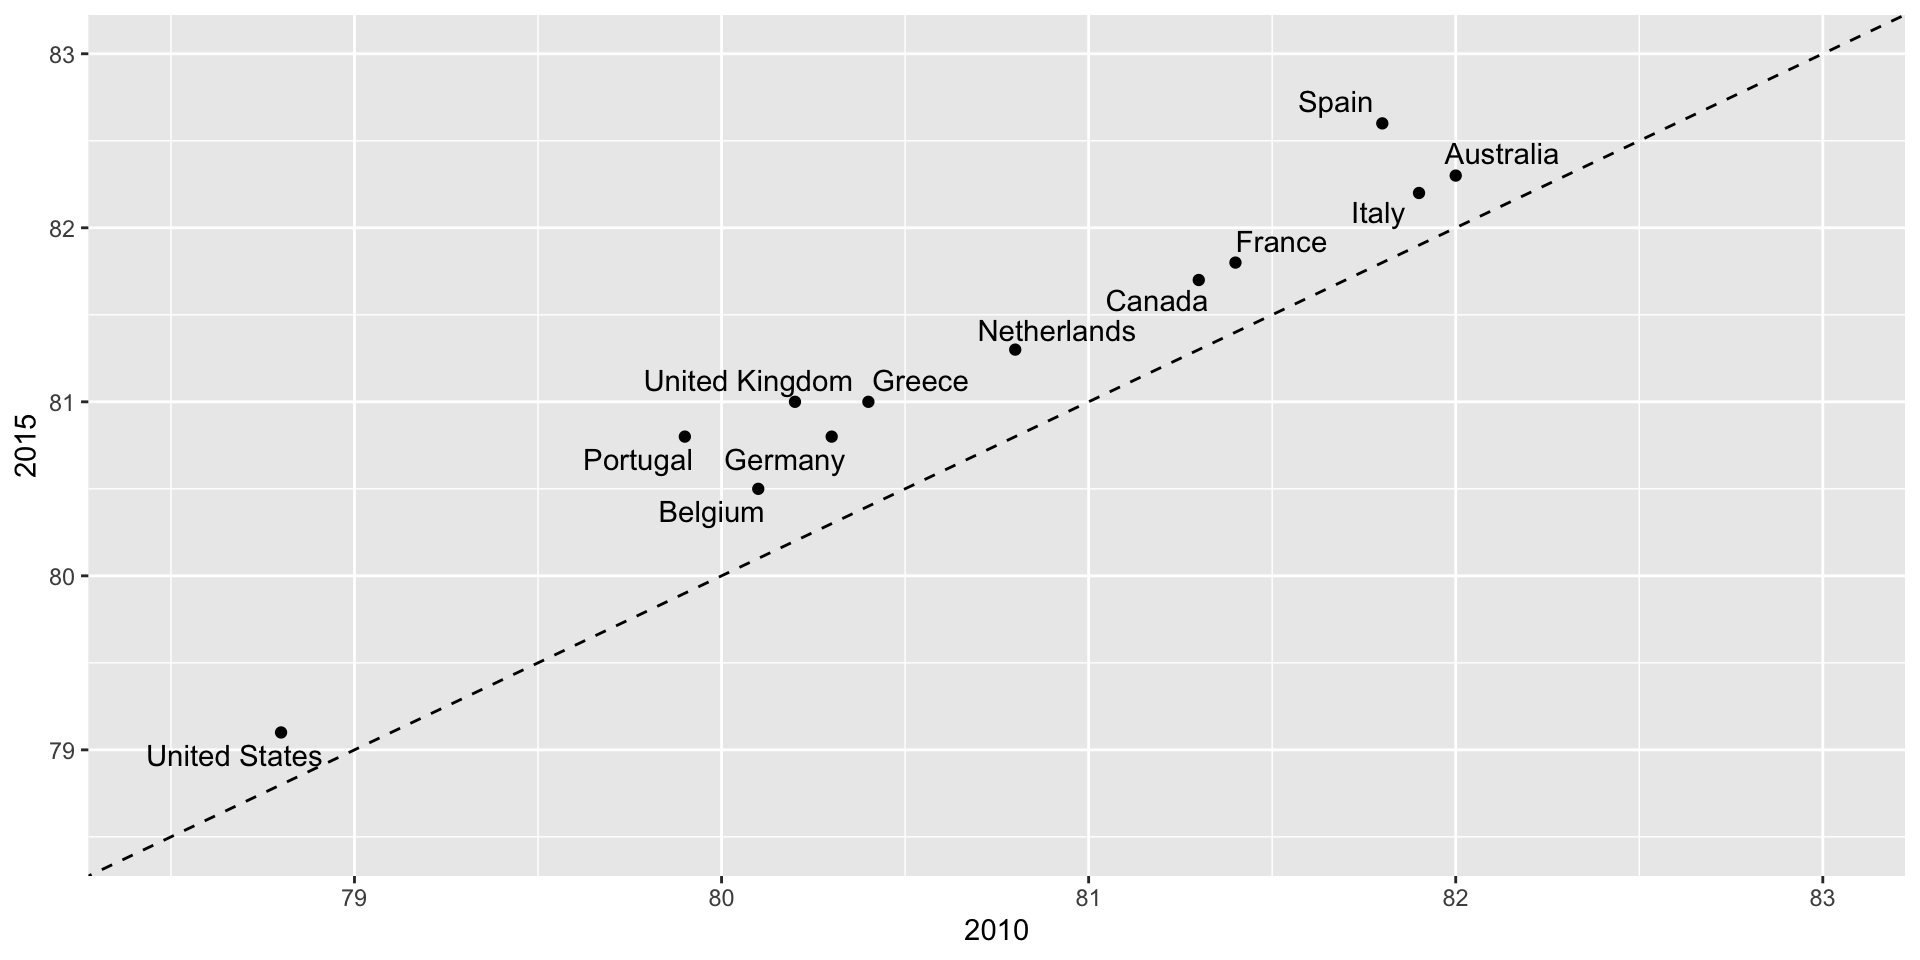 83
Spain
Australia
Italy
82
France
Canada
Netherlands
United Kingdom Greece
81
Portugal Germany
2015
Belgium
80
79
United States
79 80 81 82 83
2010